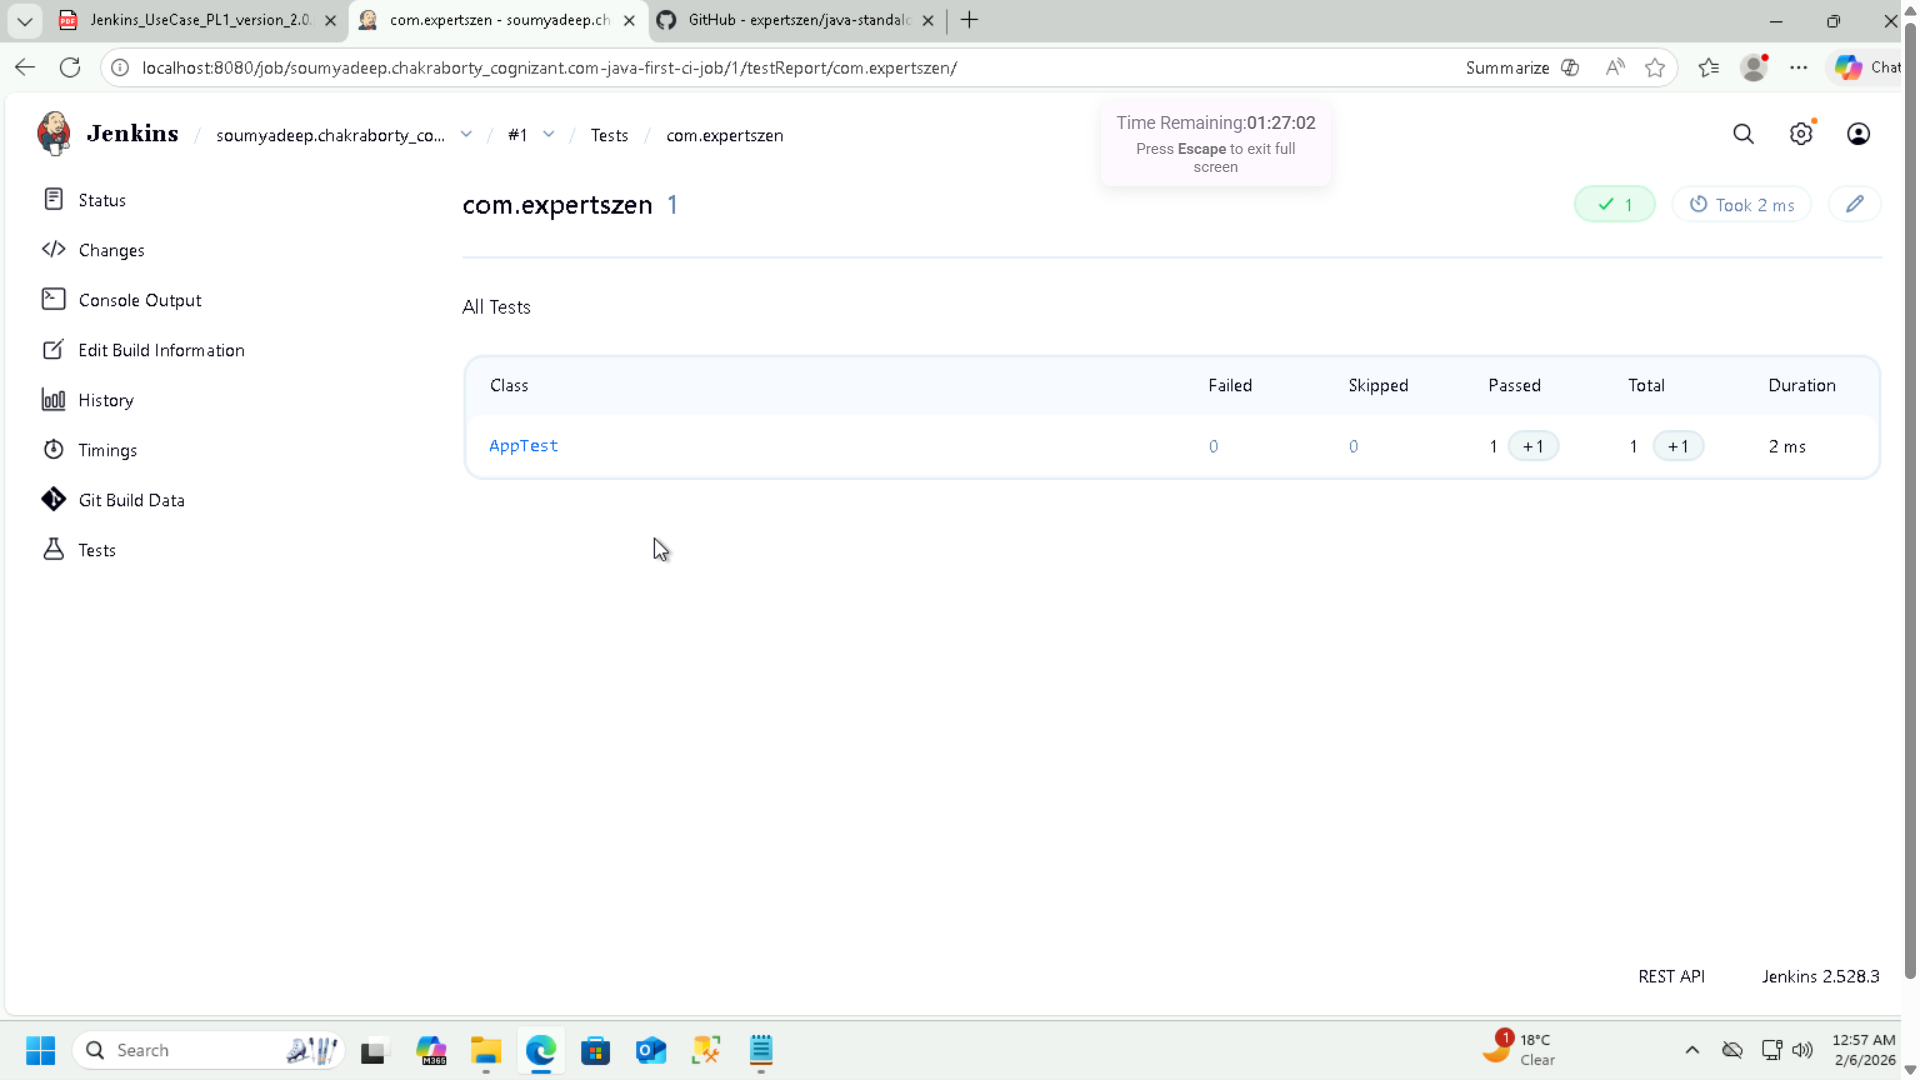 Jenkins_UseCase_PL1_version_2.0.
com.expertszen - soumyadeep.ch
GitHub - expertszen/java-standalo
localhost:8080/job/soumyadeep.chakraborty_cognizant.com-java-first-ci-job/1/testReport/com.expertszen/
Summarize
Chat
Jenkins / soumyadeep.chakraborty_co... / #1 / Tests / com.expertszen
Time Remaining:01:27:02
Press Escape to exit full
screen
Status
Changes
Console Output
Edit Build Information
History
Timings
Git Build Data
Tests
com.expertszen 1
1
Took 2 ms
All Tests
Class Failed Skipped Passed Total Duration
AppTest 0 0 1 +1 1 +1 2 ms
REST API
Jenkins 2.528.3
Search
M365
1
18°C
Clear
12:57 AM
2/6/2026